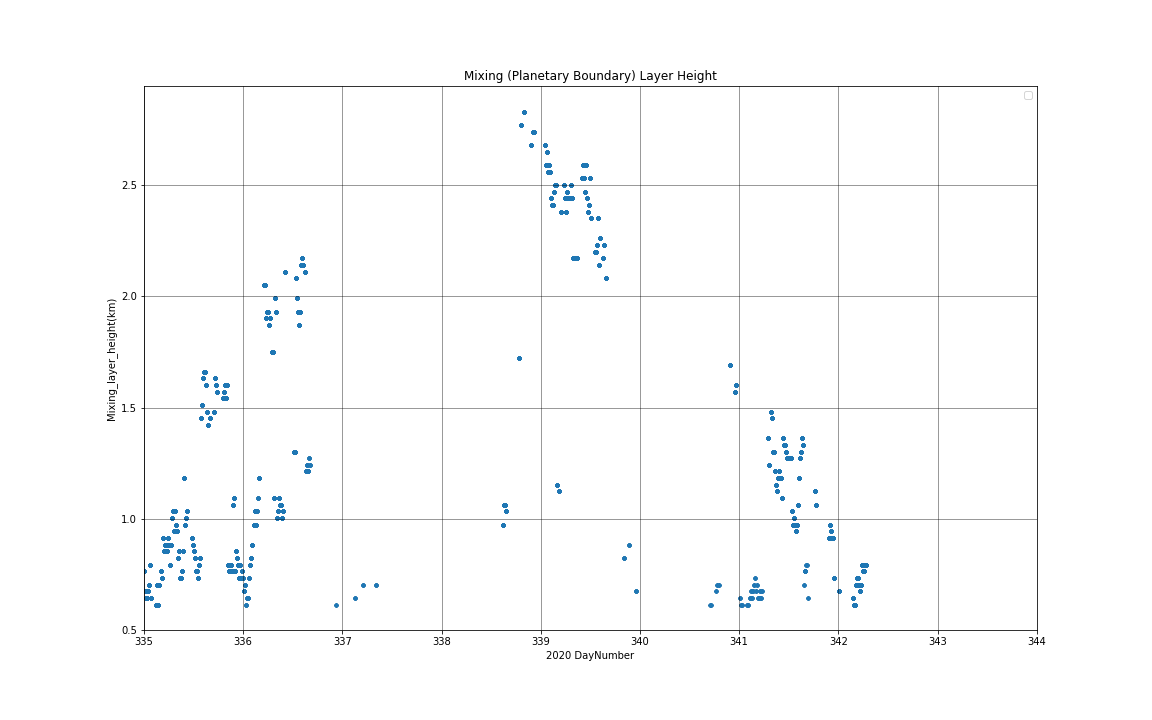 Mixing (Planetary Boundary) Layer Height
Mixing_layer_height(km)
2.5
2.0
1.5
1.0
0.5
335 336 337 338 339 340 341 342 343 344
2020 DayNumber